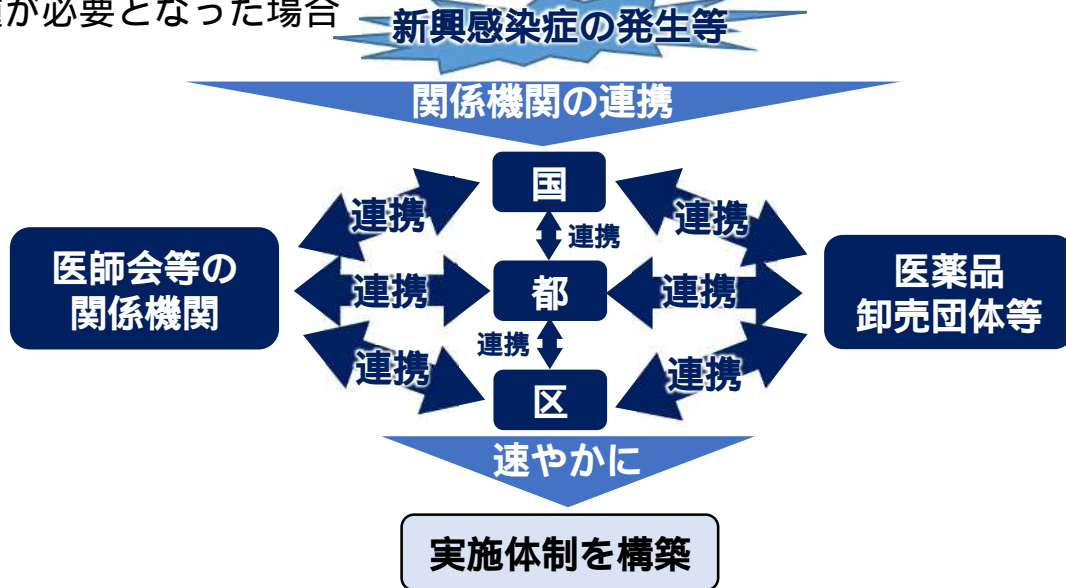 が必要となった場合
新興感染症の発生等
関係機関の連携
国
連携
連携
連携
医師会等の
関係機関
連携
都
連携
医薬品
卸売団体等
連携
連携
連携
区
速やかに
実施体制を構築